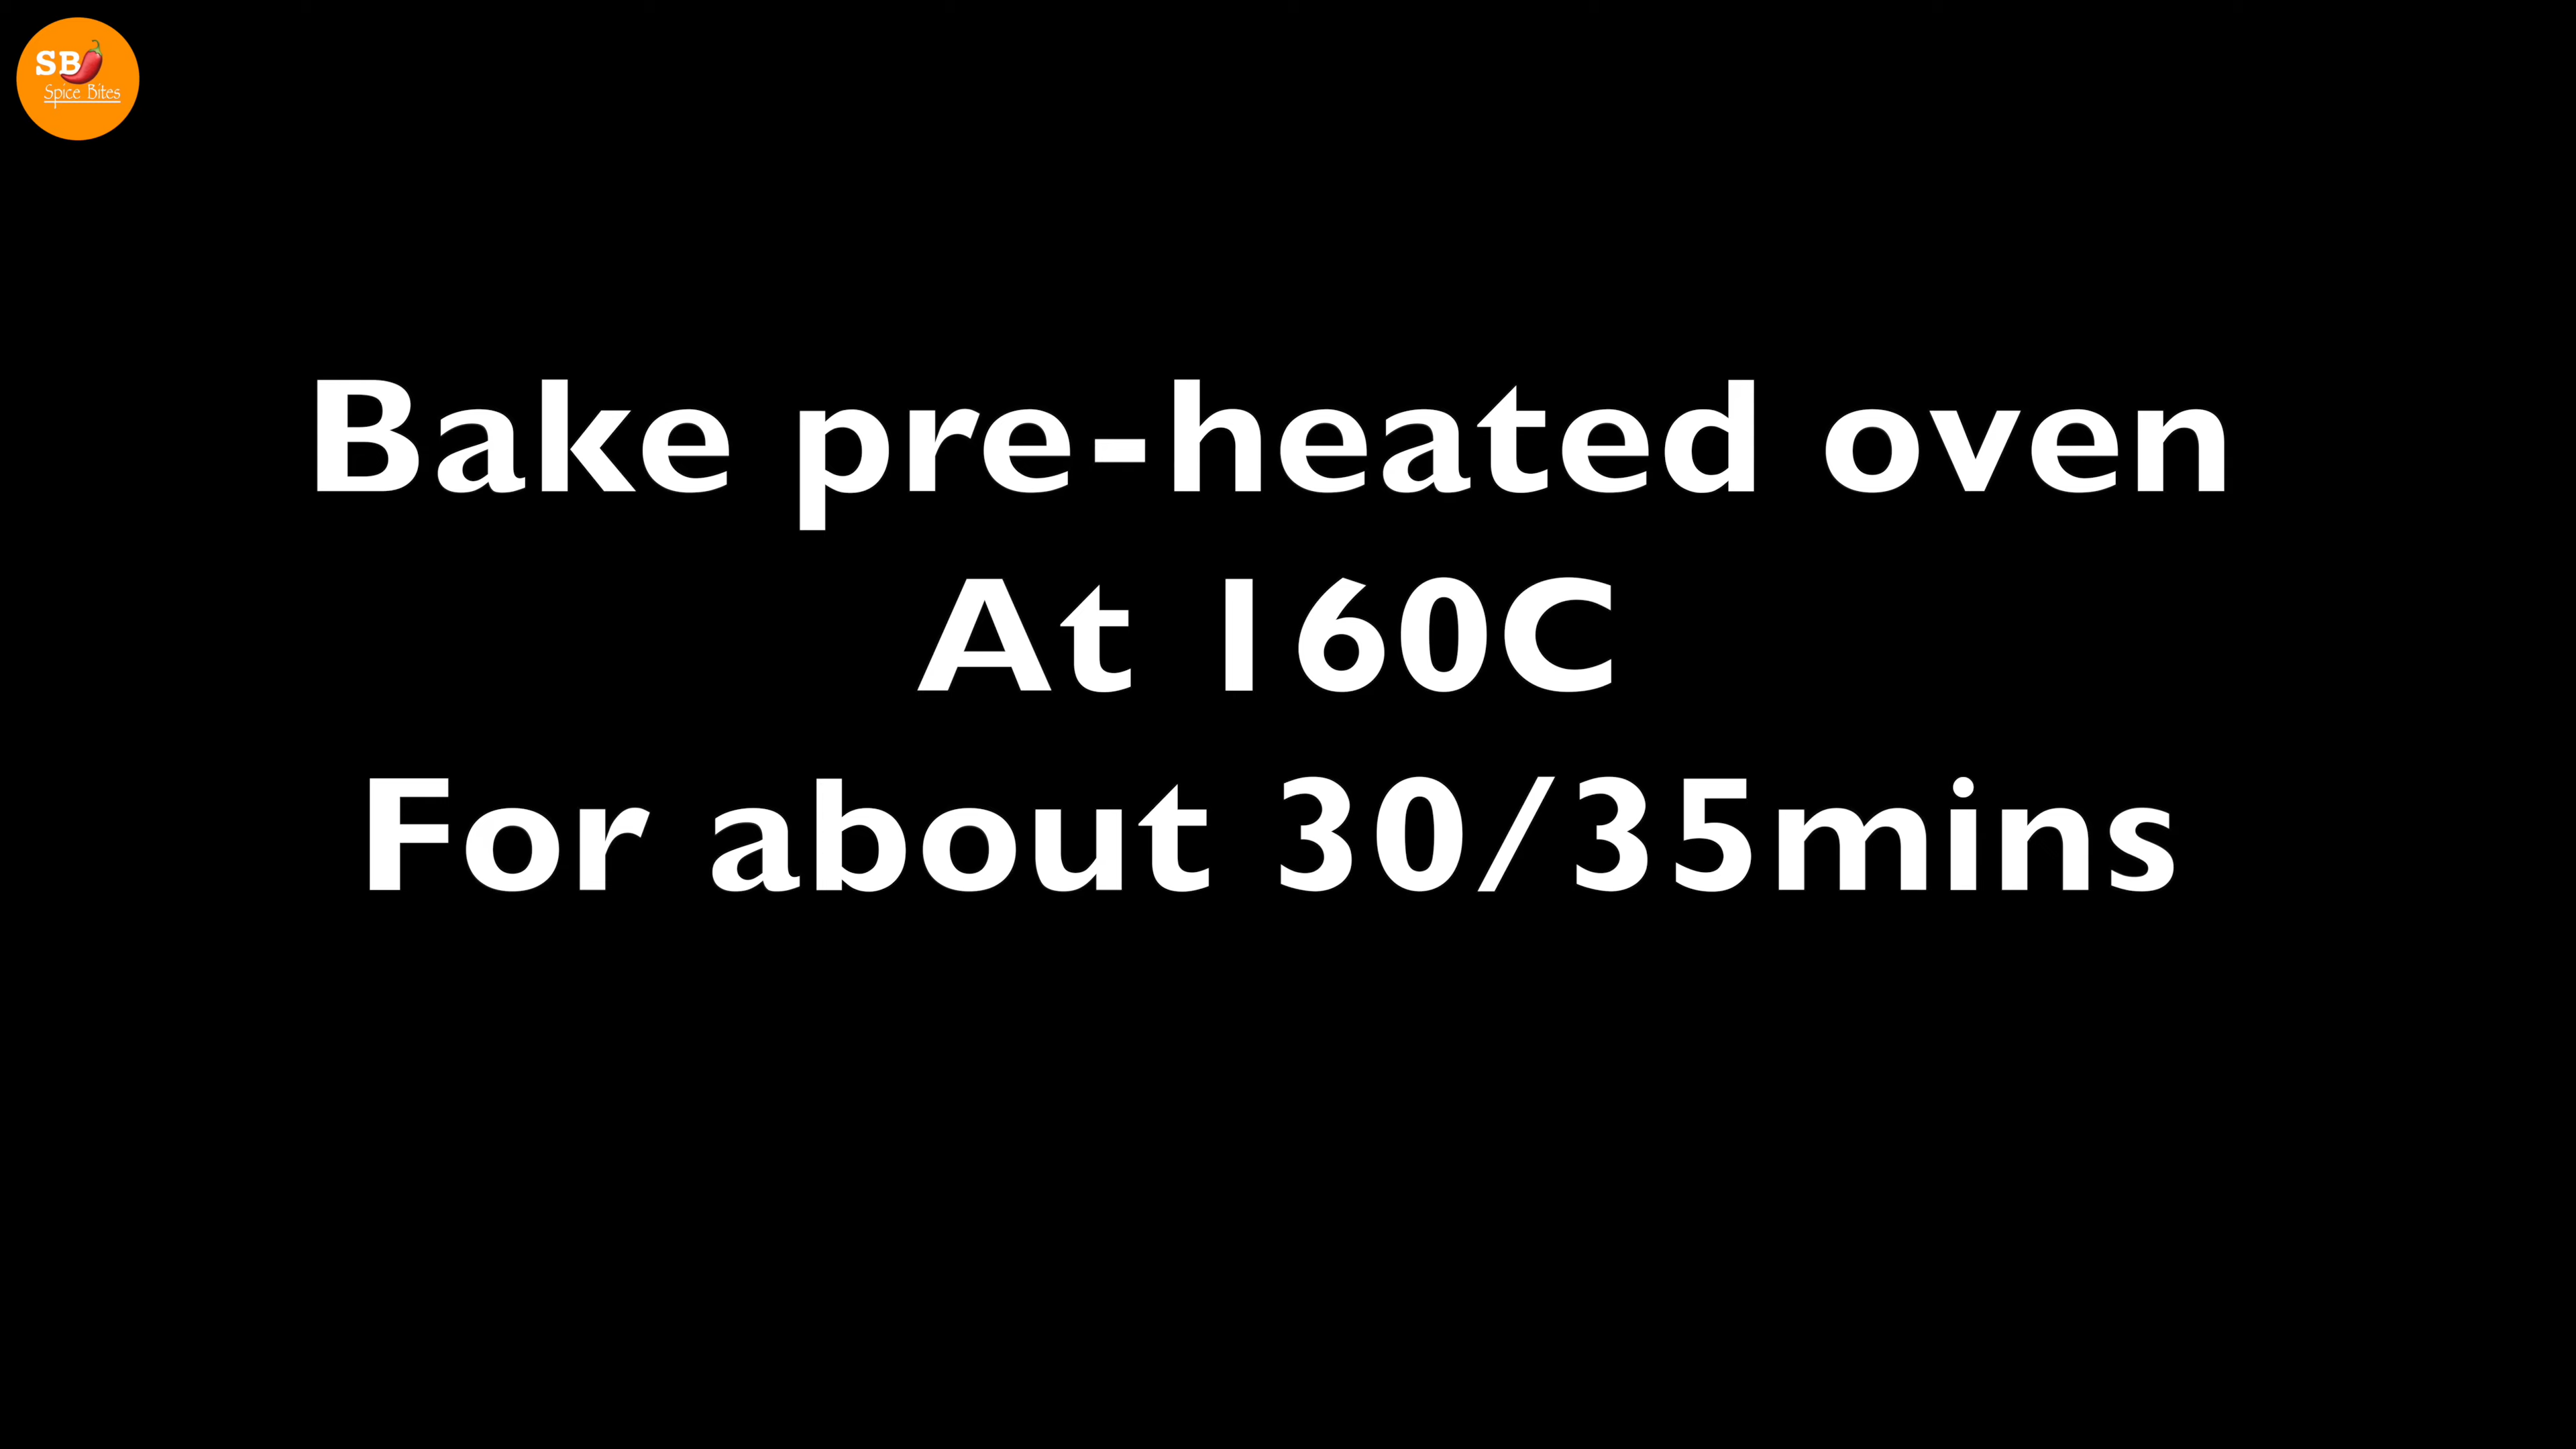 SB
Spice Bites
Bake pre-heated oven
At 160C
For about 30/35mins